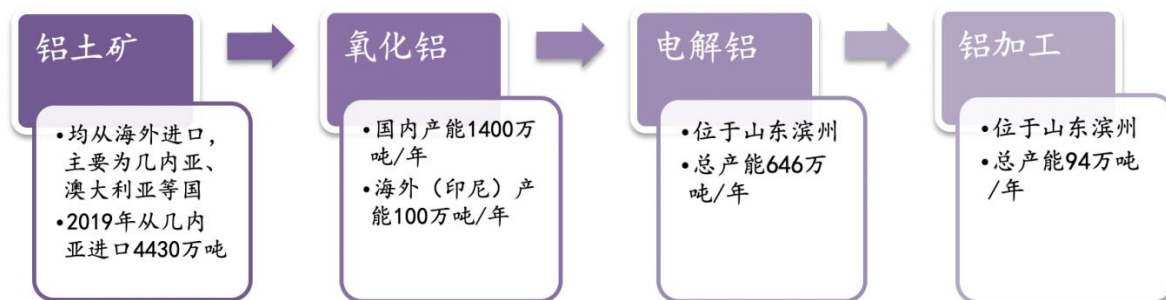 铝土矿
•均从海外进口，
主要为几内亚、
澳大利亚等国
•2019年从几内
亚进口4430万吨
氧化铝
•国内产能1400万
吨/年
•海外（印尼）产
能100万吨/年
电解铝
•位于山东滨州
•总产能646万
吨/年
铝加工
•位于山东滨州
•总产能94万吨
/年